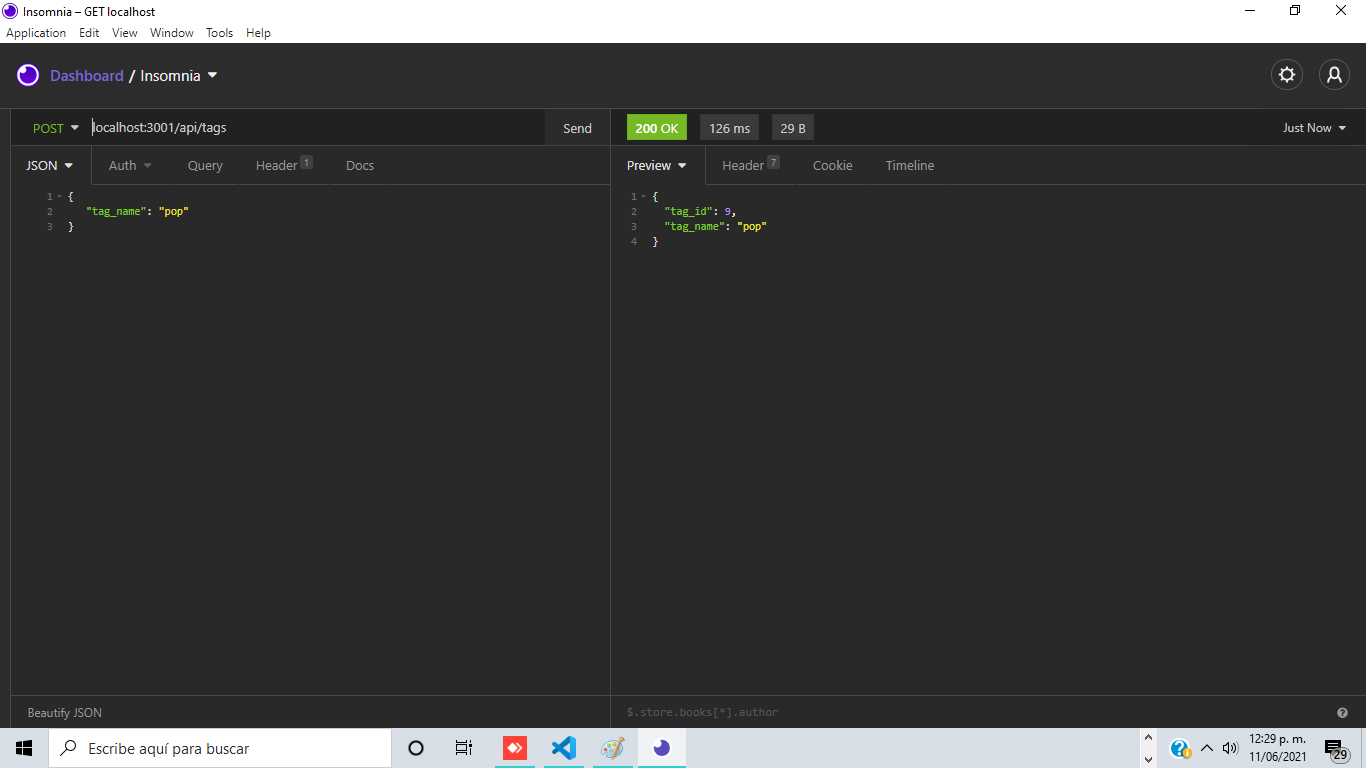 Insomnia – GET localhost
Application Edit View Window Tools Help
Dashboard / Insomnia
POST localhost:3001/api/tags Send 200 OK 126 ms 29 B Just Now
JSON Auth Query Header 1 Docs
1 {
2 "tag_name": "pop"
3 }
Preview Header 7 Cookie Timeline
1 {
2 "tag_id": 9,
3 "tag_name": "pop"
4 }
Beautify JSON
$.store.books[*].author
Escribe aquí para buscar
12:29 p. m.
11/06/2021
29